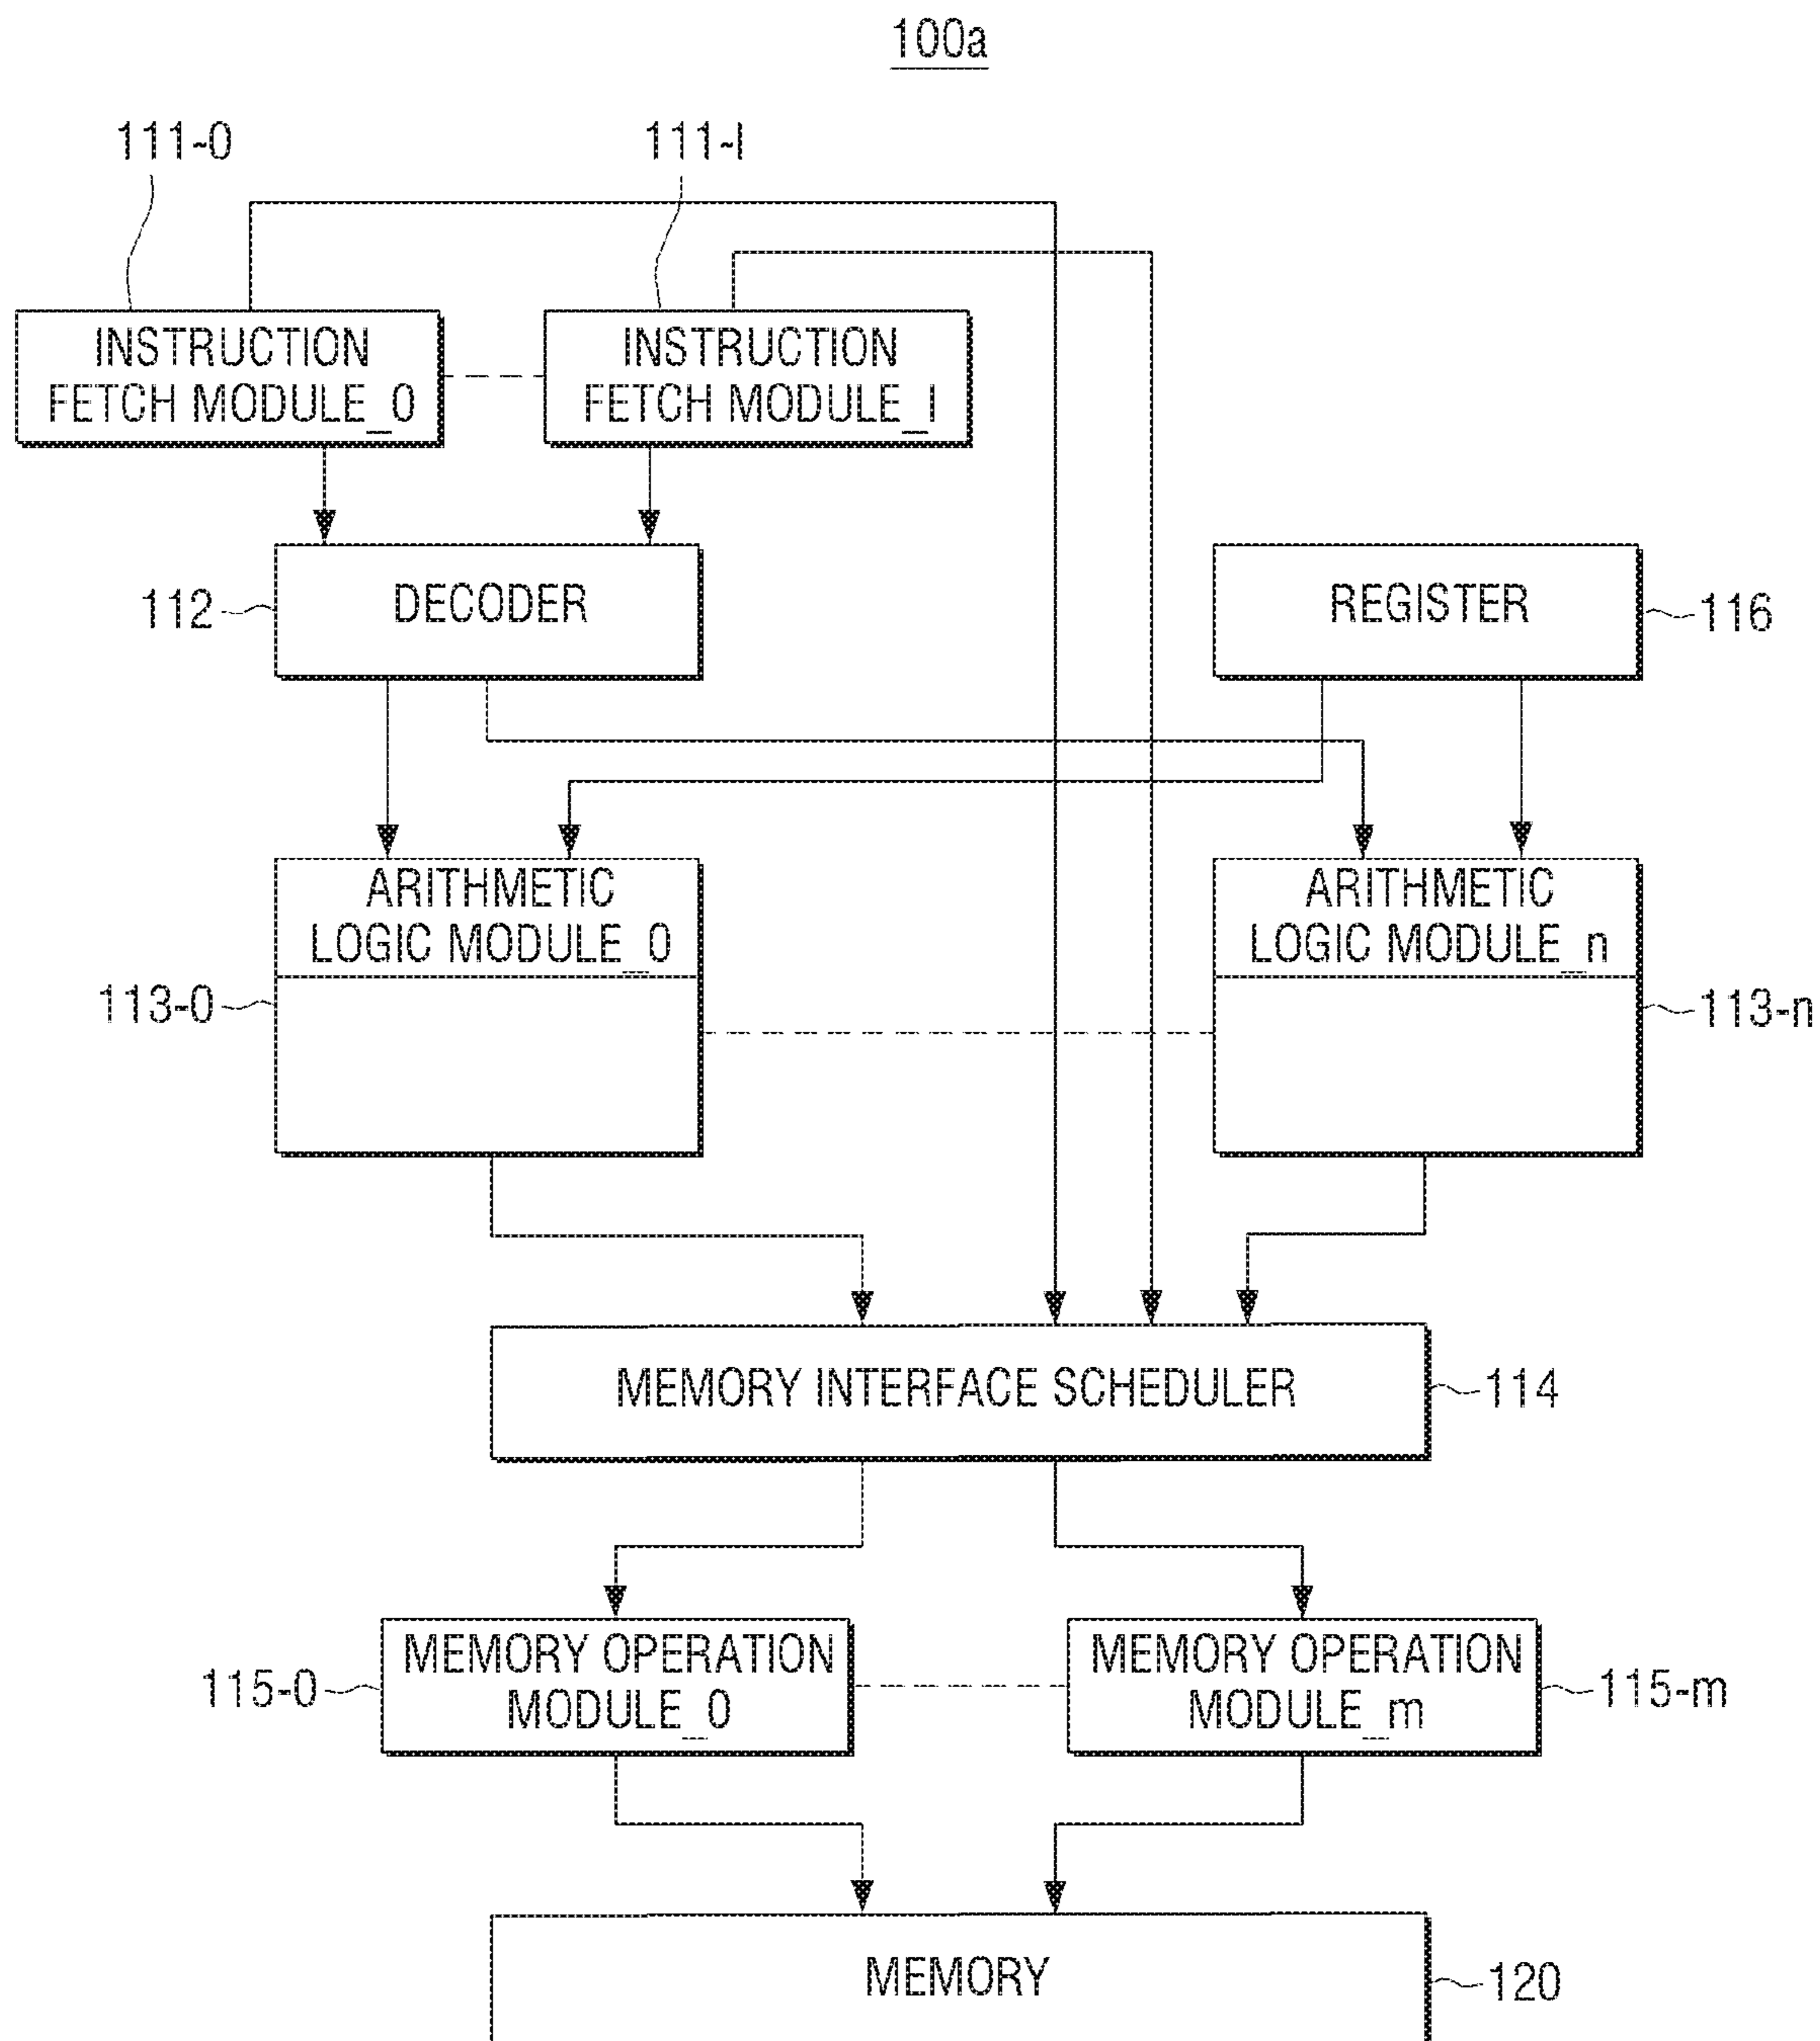 100a
111-0
111-l
INSTRUCTION
FETCH MODULE_0
INSTRUCTION
FETCH MODULE_l
112
DECODER
REGISTER
116
ARITHMETIC
LOGIC MODULE_0
ARITHMETIC
LOGIC MODULE_n
113-0
113-n
MEMORY INTERFACE SCHEDULER
114
MEMORY OPERATION
MODULE_0
MEMORY OPERATION
MODULE_m
115-0
115-m
MEMORY
120